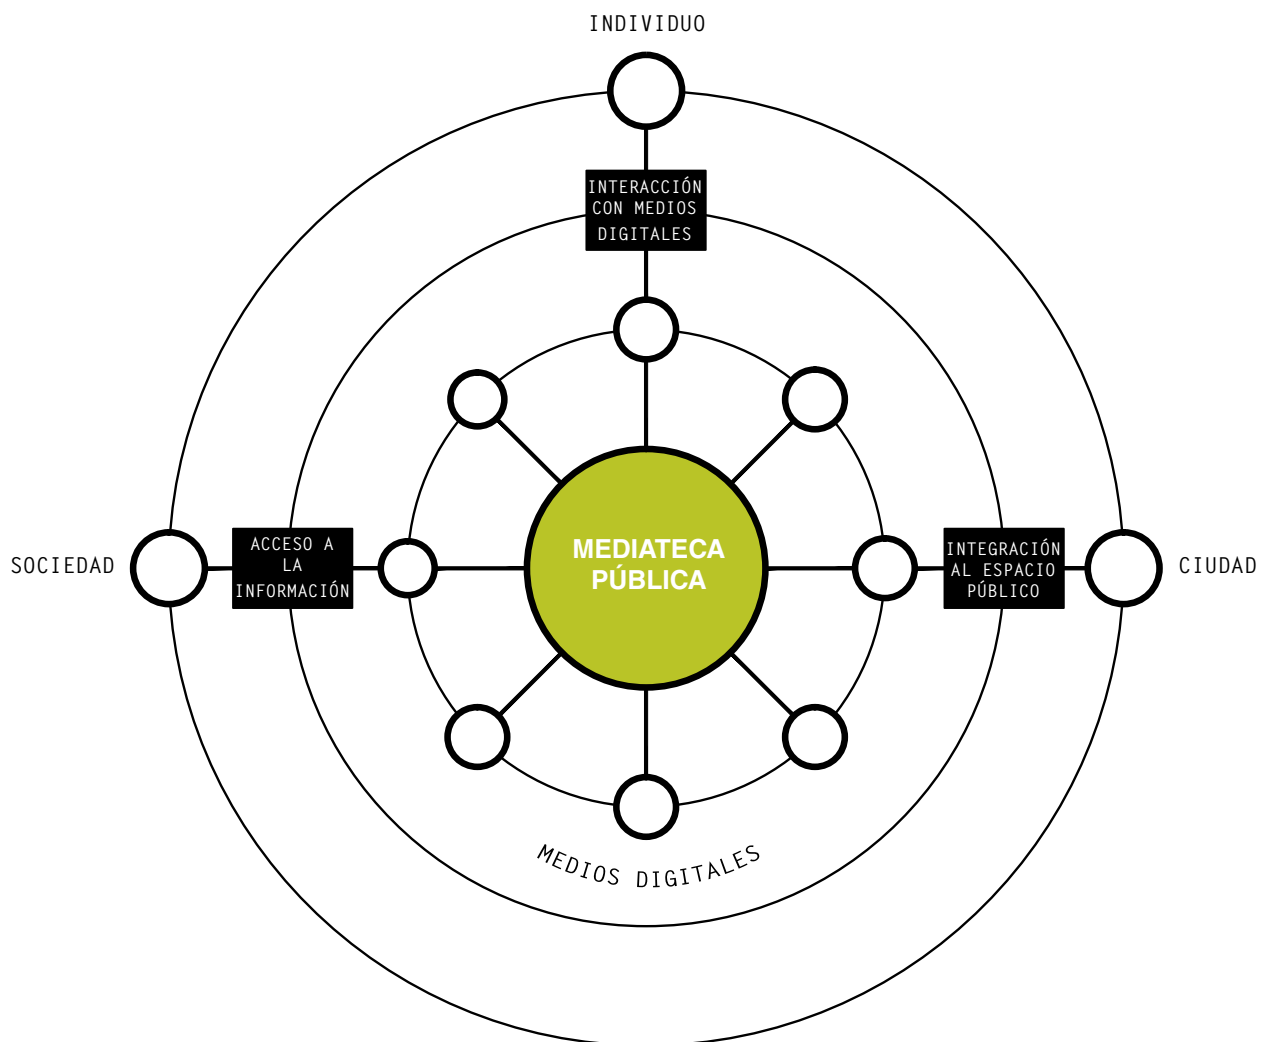 INDIVIDUO
INTERACCIÓN
CON MEDIOS
DIGITALES
SOCIEDAD
ACCESO A
LA
INFORMACIÓN
MEDIATECA
PÚBLICA
INTEGRACIÓN
AL ESPACIO
PÚBLICO
CIUDAD
MEDIOS DIGITALES